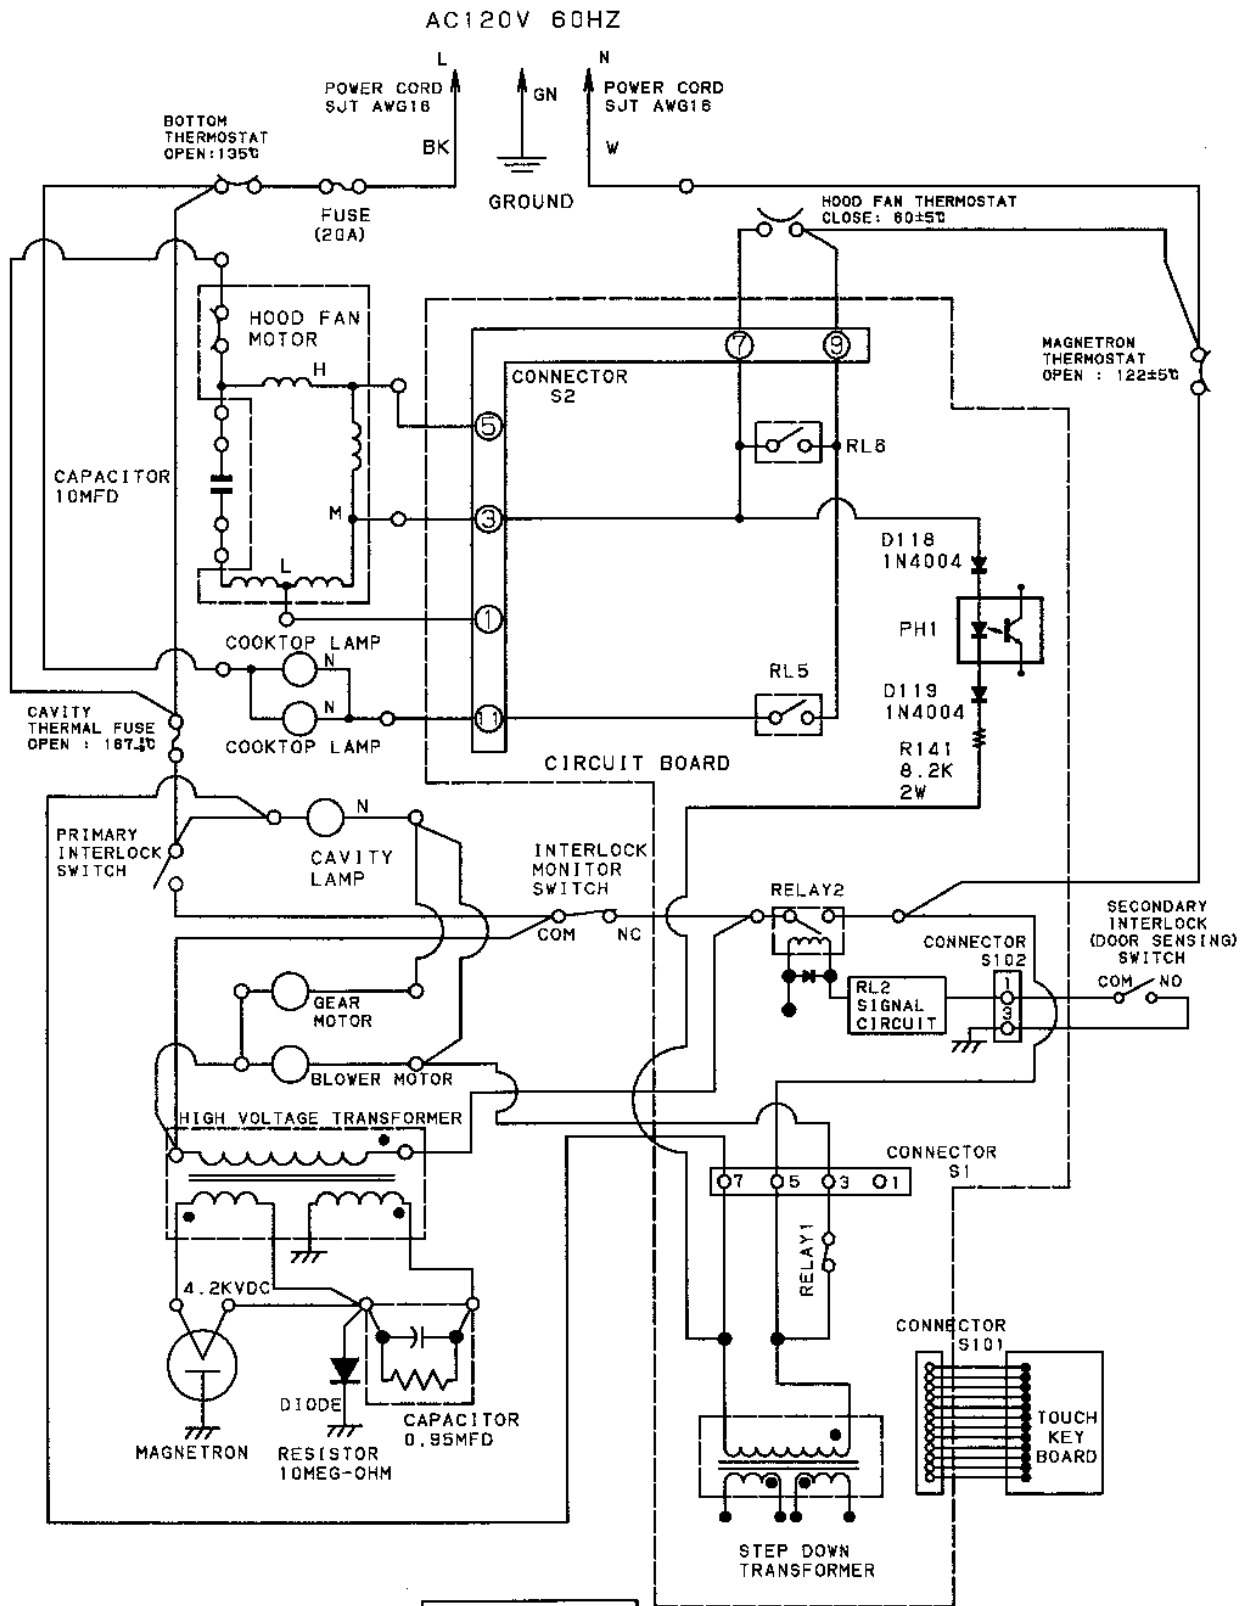 AC120V 60HZ
L
N
POWER CORD
SJT AWG16
GN
POWER CORD
SJT AWG16
BK
W
BOTTOM
THERMOSTAT
OPEN:135℃
FUSE
(20A)
GROUND
HOOD FAN THERMOSTAT
CLOSE: 60±5℃
HOOD FAN
MOTOR
H
CONNECTOR
S2
7
9
MAGNETRON
THERMOSTAT
OPEN : 122±5℃
5
RL6
CAPACITOR
10MFD
M
3
D118
1N4004
L
1
PH1
COOKTOP LAMP
N
RL5
D119
1N4004
N
11
COOKTOP LAMP
CAVITY
THERMAL FUSE
CIRCUIT BOARD
R141
8.2K
2W
N
PRIMARY
INTERLOCK
SWITCH
CAVITY
LAMP
INTERLOCK
MONITOR
SWITCH
RELAY2
COM
NC
CONNECTOR
S102
SECONDARY
INTERLOCK
(DOOR SENSING)
SWITCH
COM
NO
GEAR
MOTOR
RL2
SIGNAL
CIRCUIT
1
3
BLOWER MOTOR
HIGH VOLTAGE TRANSFORMER
CONNECTOR
S1
7
5
3
1
RELAY1
4.2KVDC
CONNECTOR
S101
DIODE
CAPACITOR
0.95MFD
MAGNETRON
RESISTOR
10MEG-OHM
TOUCH
KEY
BOARD
STEP DOWN
TRANSFORMER